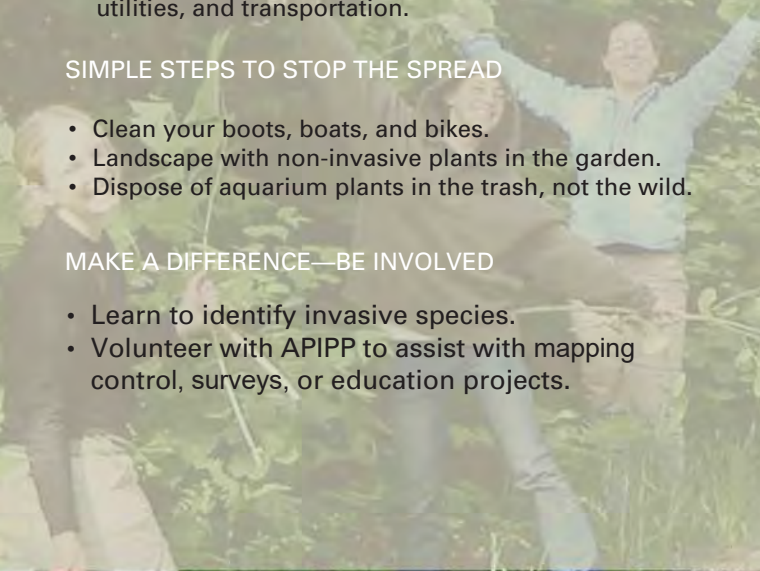 utilities, and transportation.
SIMPLE STEPS TO STOP THE SPREAD
• Clean your boots, boats, and bikes.
• Landscape with non-invasive plants in the garden.
• Dispose of aquarium plants in the trash, not the wild.
MAKE A DIFFERENCE—BE INVOLVED
• Learn to identify invasive species.
• Volunteer with APIPP to assist with mapping
control, surveys, or education projects.